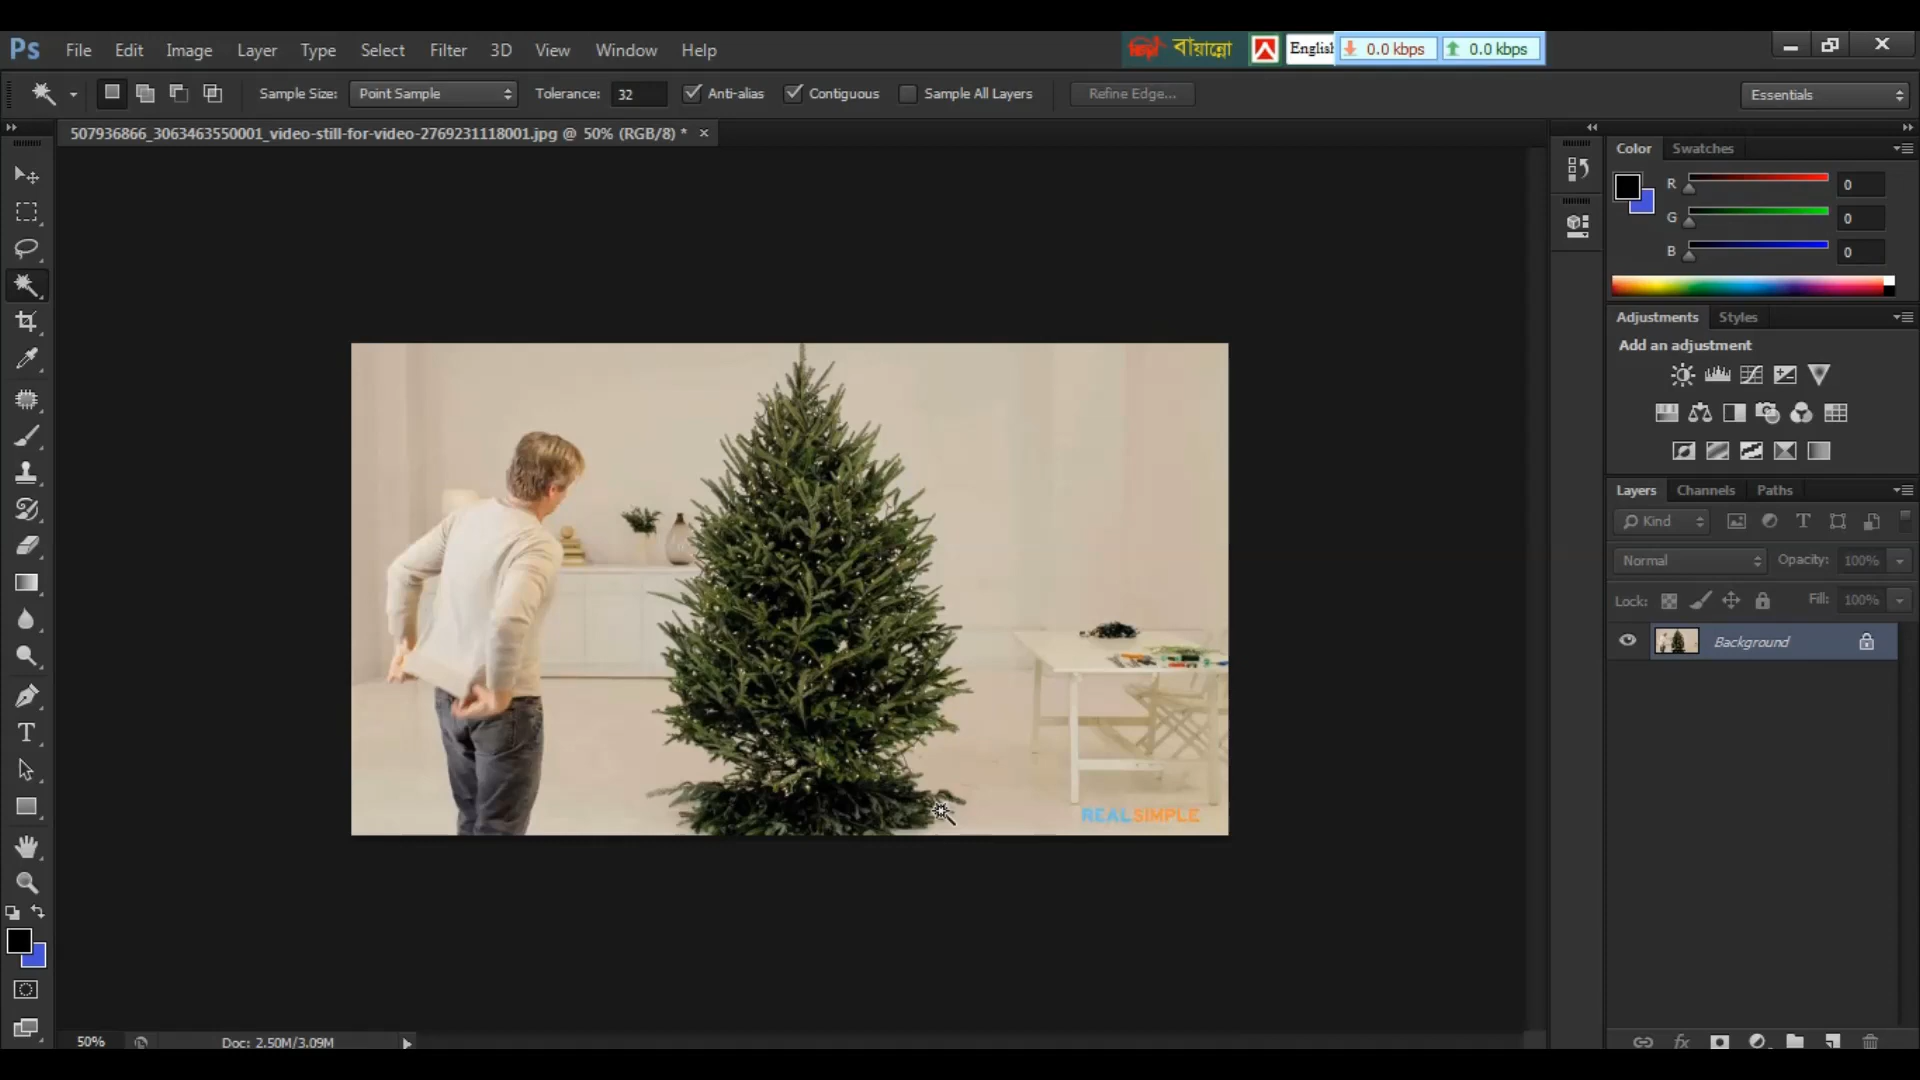 Ps File Edit Image Layer Type Select Filter 3D View Window Help
বায়ান্নো English 0.0 kbps 0.0 kbps
Sample Size: Point Sample Tolerance: 32 Anti-alias Contiguous Sample All Layers Refine Edge... Essentials
507936866_3063463550001_video-still-for-video-2769231118001.jpg @ 50% (RGB/8) * ×
Color Swatches
R 0
G 0
B 0
Adjustments Styles
Add an adjustment
Layers Channels Paths
Kind
Normal Opacity: 100%
Lock: Fill: 100%
Background
REALSIMPLE
50% Doc: 2.50M/3.09M